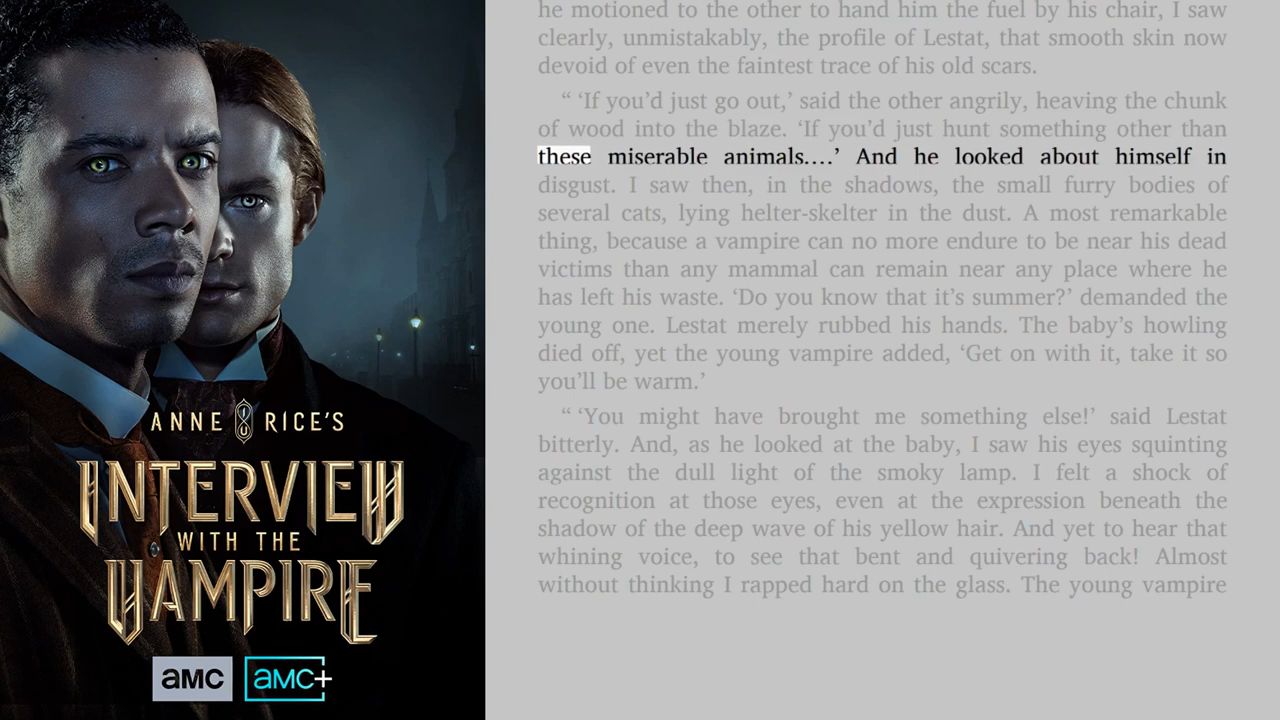 ANNE RICE'S
INTERVIEW
WITH THE
VAMPIRE
amc
amc+
he motioned to the other to hand him the fuel by his chair, I saw
clearly, unmistakably, the profile of Lestat, that smooth skin now
devoid of even the faintest trace of his old scars.
“ ‘If you’d just go out,’ said the other angrily, heaving the chunk
of wood into the blaze. ‘If you’d just hunt something other than
these miserable animals….’ And he looked about himself in
disgust. I saw then, in the shadows, the small furry bodies of
several cats, lying helter-skelter in the dust. A most remarkable
thing, because a vampire can no more endure to be near his dead
victims than any mammal can remain near any place where he
has left his waste. ‘Do you know that it’s summer?’ demanded the
young one. Lestat merely rubbed his hands. The baby’s howling
died off, yet the young vampire added, ‘Get on with it, take it so
you’ll be warm.’
“ ‘You might have brought me something else!’ said Lestat
bitterly. And, as he looked at the baby, I saw his eyes squinting
against the dull light of the smoky lamp. I felt a shock of
recognition at those eyes, even at the expression beneath the
shadow of the deep wave of his yellow hair. And yet to hear that
whining voice, to see that bent and quivering back! Almost
without thinking I rapped hard on the glass. The young vampire